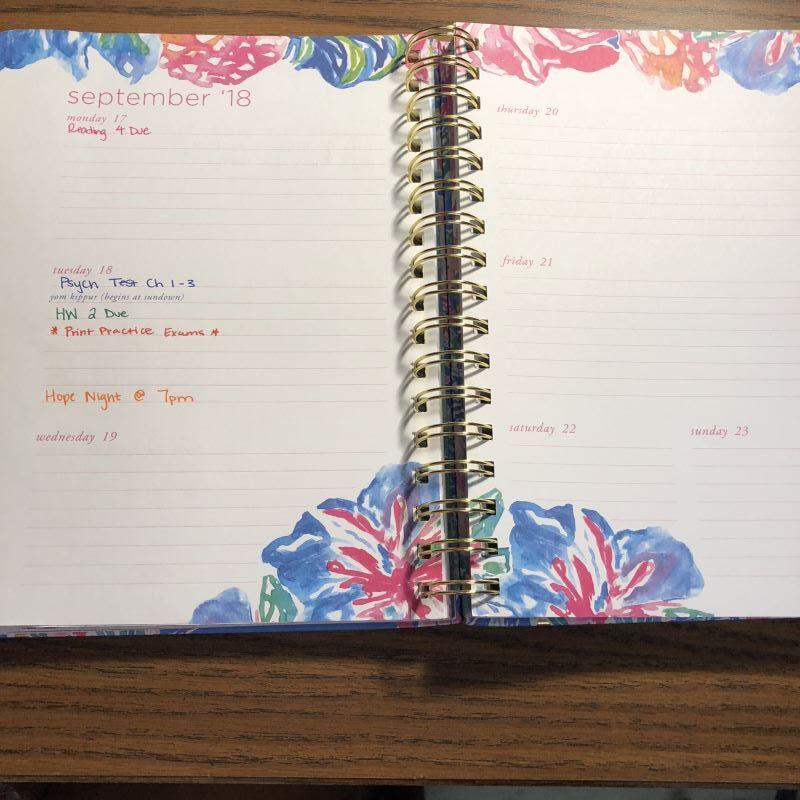 september '18
monday 17
Reading 4 Due
tuesday 18
Psych Test Ch 1-3
yom kippur (begins at sundown)
HW 2 Due
* Print Practice Exams *
Hope Night @ 7pm
wednesday 19
thursday 20
friday 21
saturday 22
sunday 23